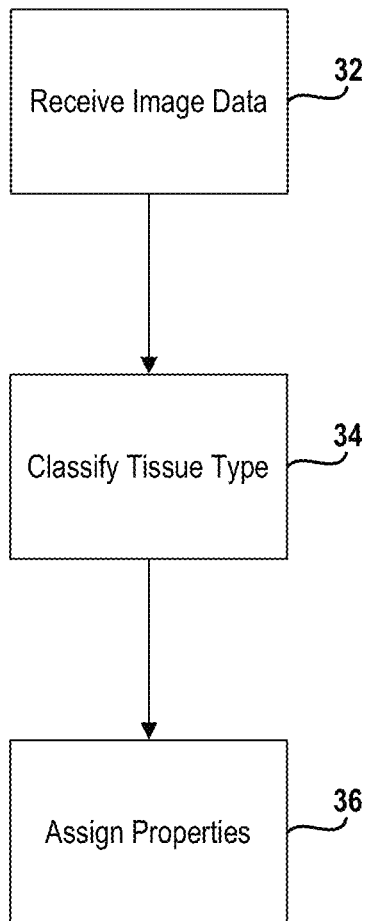 Receive Image Data
32
Classify Tissue Type
34
Assign Properties
36